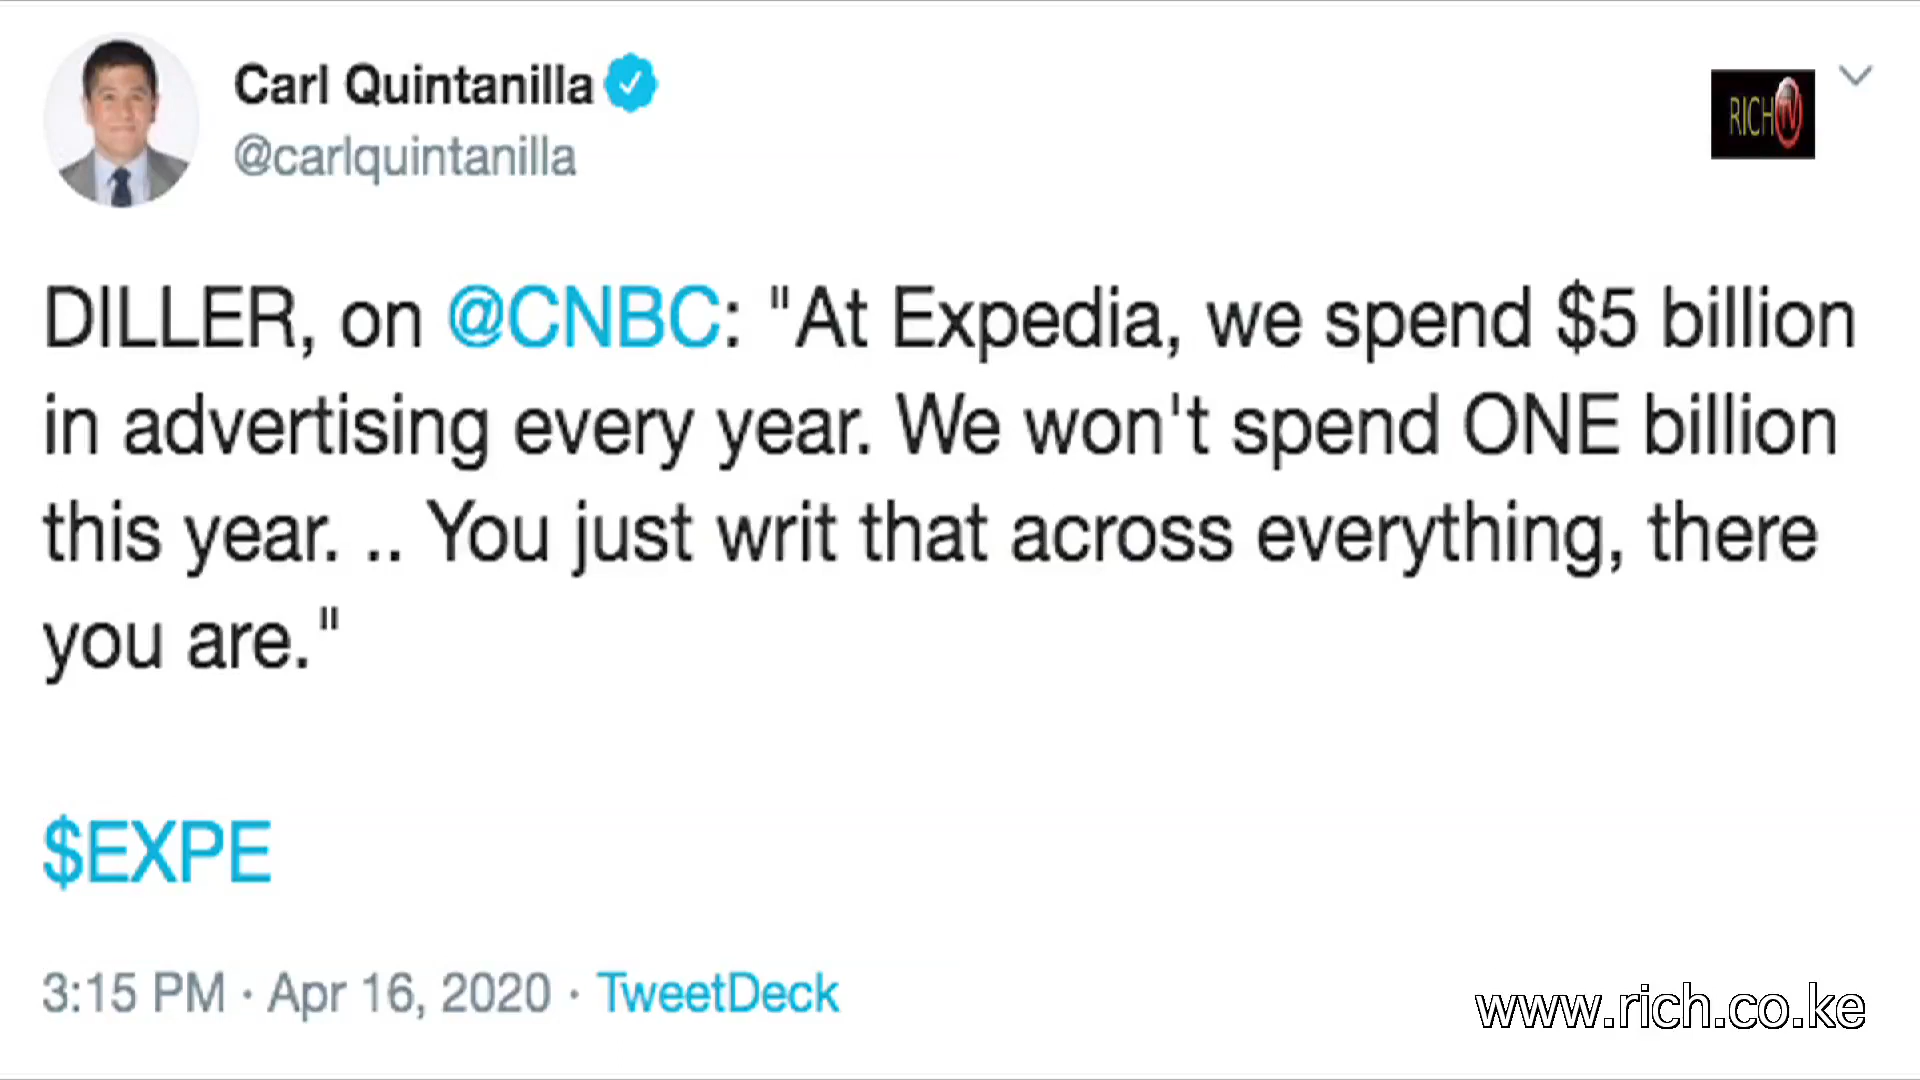 Carl Quintanilla
@carlquintanilla
RICH TV
DILLER, on @CNBC: "At Expedia, we spend $5 billion
in advertising every year. We won't spend ONE billion
this year. .. You just writ that across everything, there
you are."
$EXPE
3:15 PM · Apr 16, 2020 · TweetDeck
www.rich.co.ke